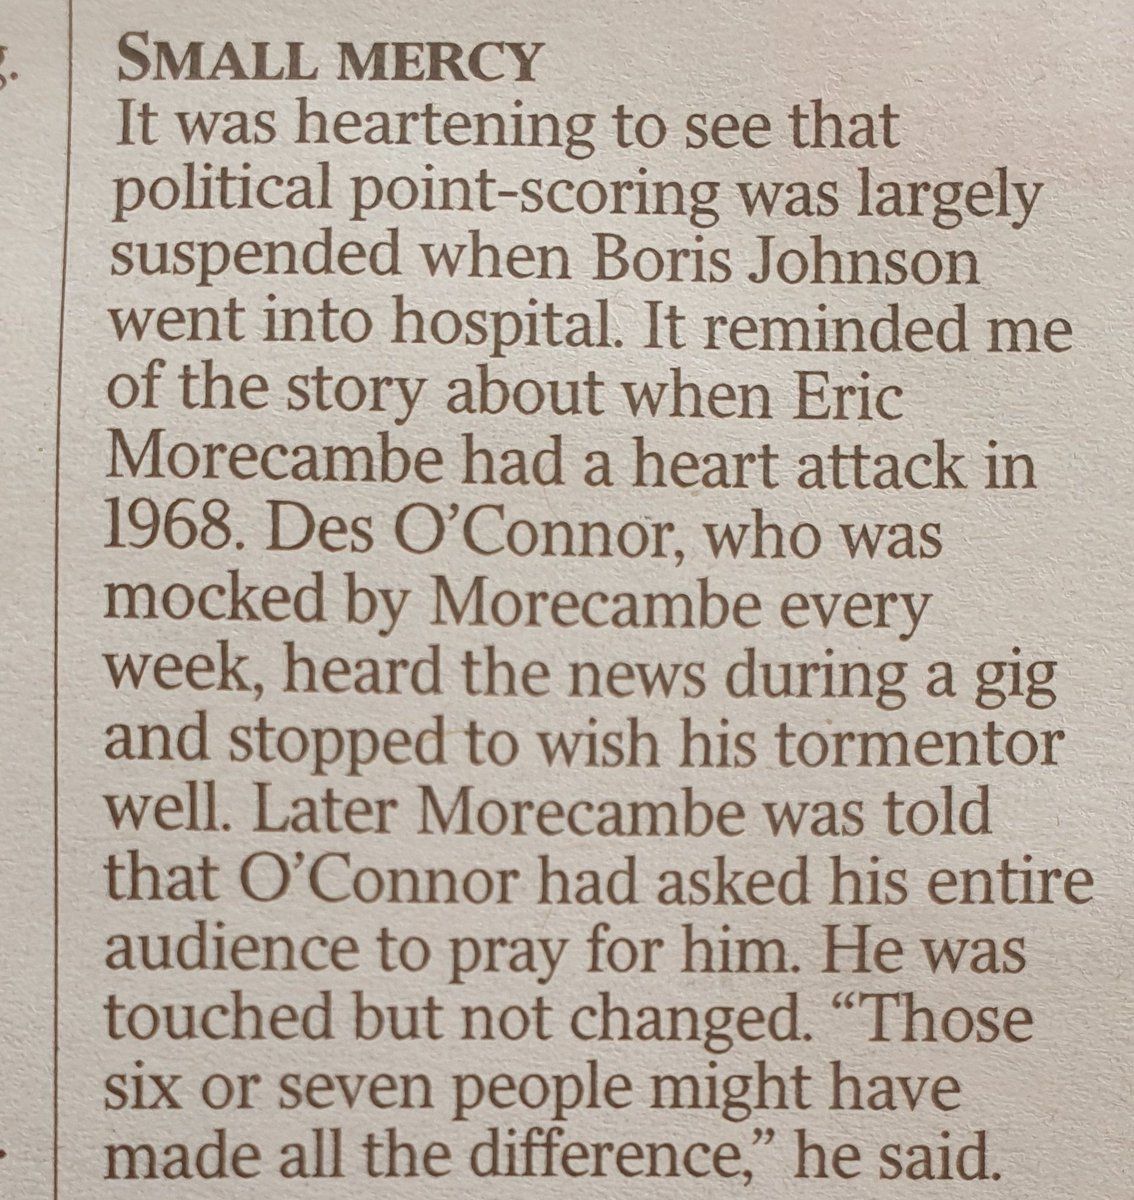 SMALL MERCY
It was heartening to see that
political point-scoring was largely
suspended when Boris Johnson
went into hospital. It reminded me
of the story about when Eric
Morecambe had a heart attack in
1968. Des O’Connor, who was
mocked by Morecambe every
week, heard the news during a gig
and stopped to wish his tormentor
well. Later Morecambe was told
that O’Connor had asked his entire
audience to pray for him. He was
touched but not changed. “Those
six or seven people might have
made all the difference,” he said.